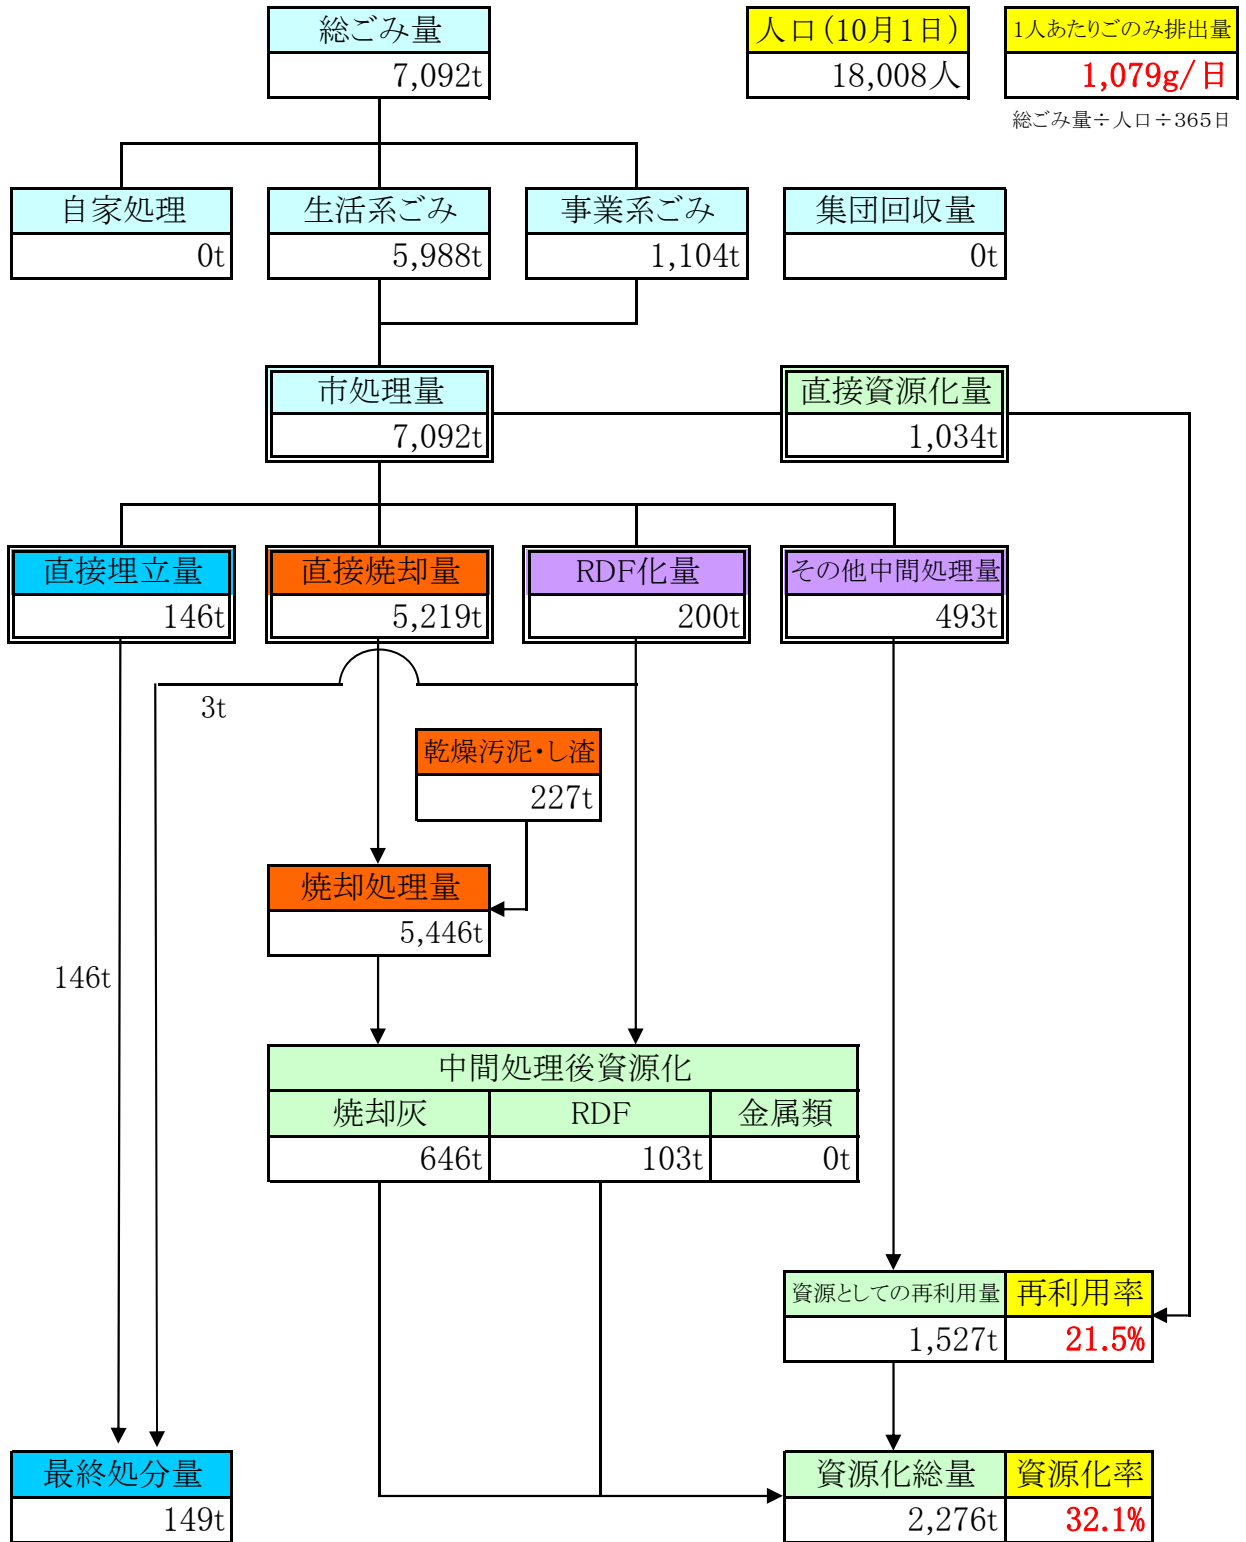 総ごみ量
7,092t
人口(10月1日)
18,008人
1人あたりごのみ排出量
1,079g/日
総ごみ量÷人口÷365日
自家処理
0t
生活系ごみ
5,988t
事業系ごみ
1,104t
集団回収量
0t
市処理量
7,092t
直接資源化量
1,034t
直接埋立量
146t
直接焼却量
5,219t
RDF化量
200t
その他中間処理量
493t
3t
乾燥汚泥・し渣
227t
焼却処理量
5,446t
146t
中間処理後資源化
焼却灰 RDF 金属類
646t 103t 0t
資源としての再利用量 再利用率
1,527t 21.5%
最終処分量
149t
資源化総量 資源化率
2,276t 32.1%